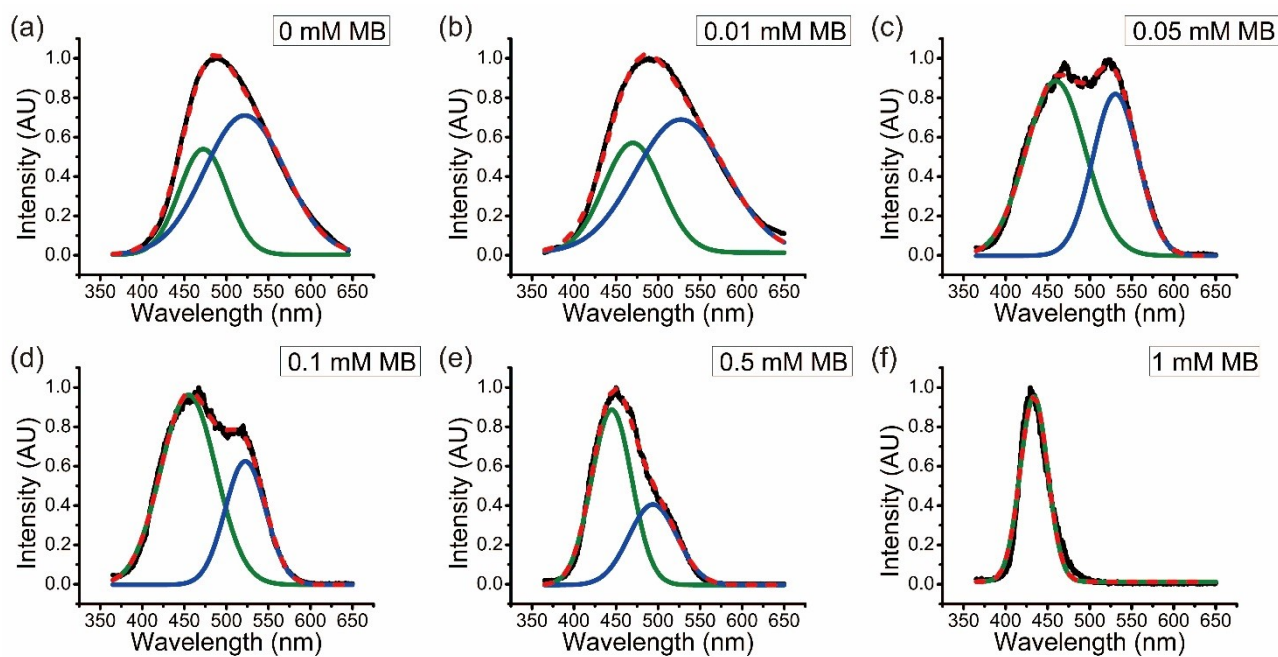 (a)
0 mM MB
Intensity (AU)
1.0
0.8
0.6
0.4
0.2
0.0
350 400 450 500 550 600 650
Wavelength (nm)
(b)
0.01 mM MB
Intensity (AU)
1.0
0.8
0.6
0.4
0.2
0.0
350 400 450 500 550 600 650
Wavelength (nm)
(c)
0.05 mM MB
Intensity (AU)
1.0
0.8
0.6
0.4
0.2
0.0
350 400 450 500 550 600 650
Wavelength (nm)
(d)
0.1 mM MB
Intensity (AU)
1.0
0.8
0.6
0.4
0.2
0.0
350 400 450 500 550 600 650
Wavelength (nm)
(e)
0.5 mM MB
Intensity (AU)
1.0
0.8
0.6
0.4
0.2
0.0
350 400 450 500 550 600 650
Wavelength (nm)
(f)
1 mM MB
Intensity (AU)
1.0
0.8
0.6
0.4
0.2
0.0
350 400 450 500 550 600 650
Wavelength (nm)